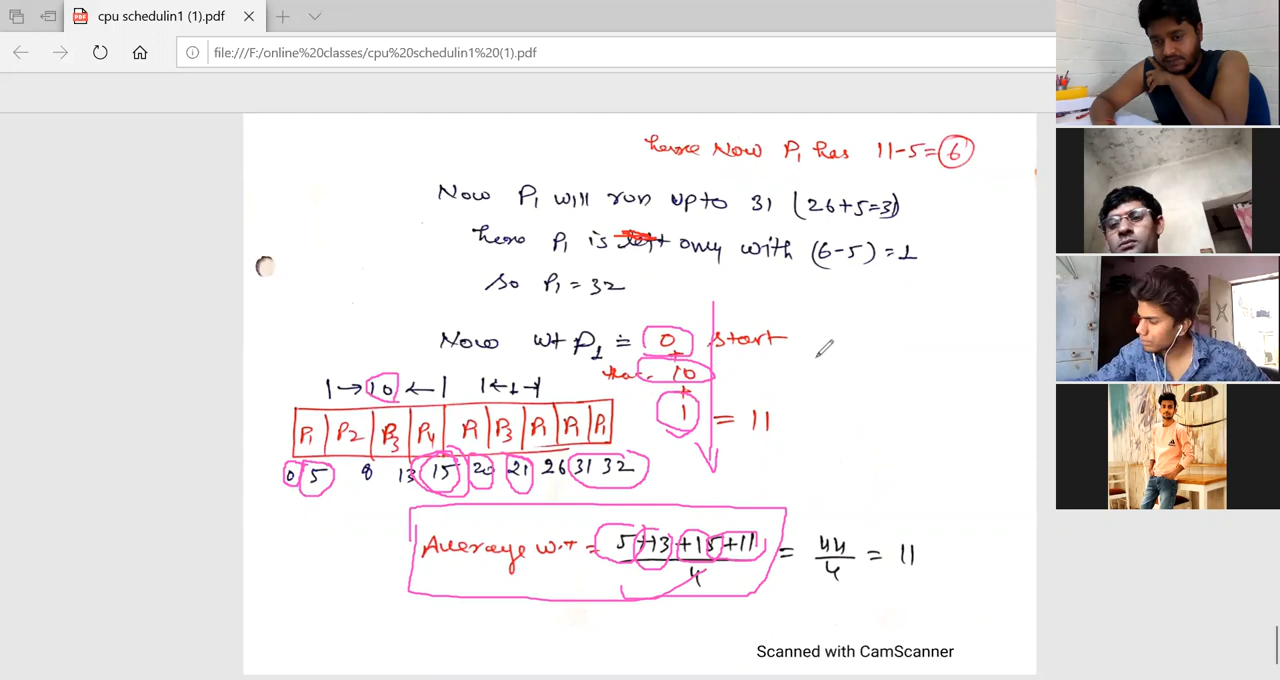 cpu schedulin1 (1).pdf
file:///F:/online%20classes/cpu%20schedulin1%20(1).pdf
Now P1 has 11-5=6
Now P1 will run up to 31 (26+5=31)
here P1 is only with (6-5)=1
So P1 = 32
Now wt P1 = 0 start
10
10 1
1 = 11
P1 P2 P3 P4 P1 P3 P1 P1 P1
0 5 8 13 15 20 21 26 31 32
Average w.t = 5+13+15+11 / 4 = 44/4 = 11
Scanned with CamScanner